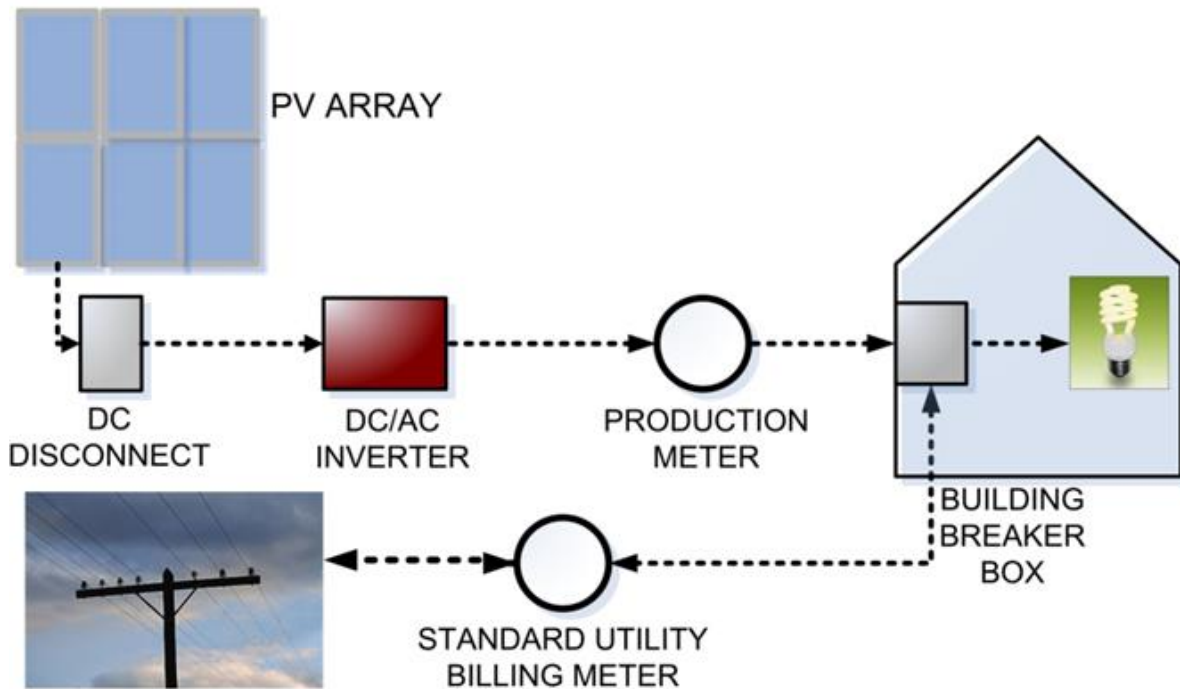 PV ARRAY
DC
DISCONNECT
DC/AC
INVERTER
PRODUCTION
METER
BUILDING
BREAKER
BOX
STANDARD UTILITY
BILLING METER